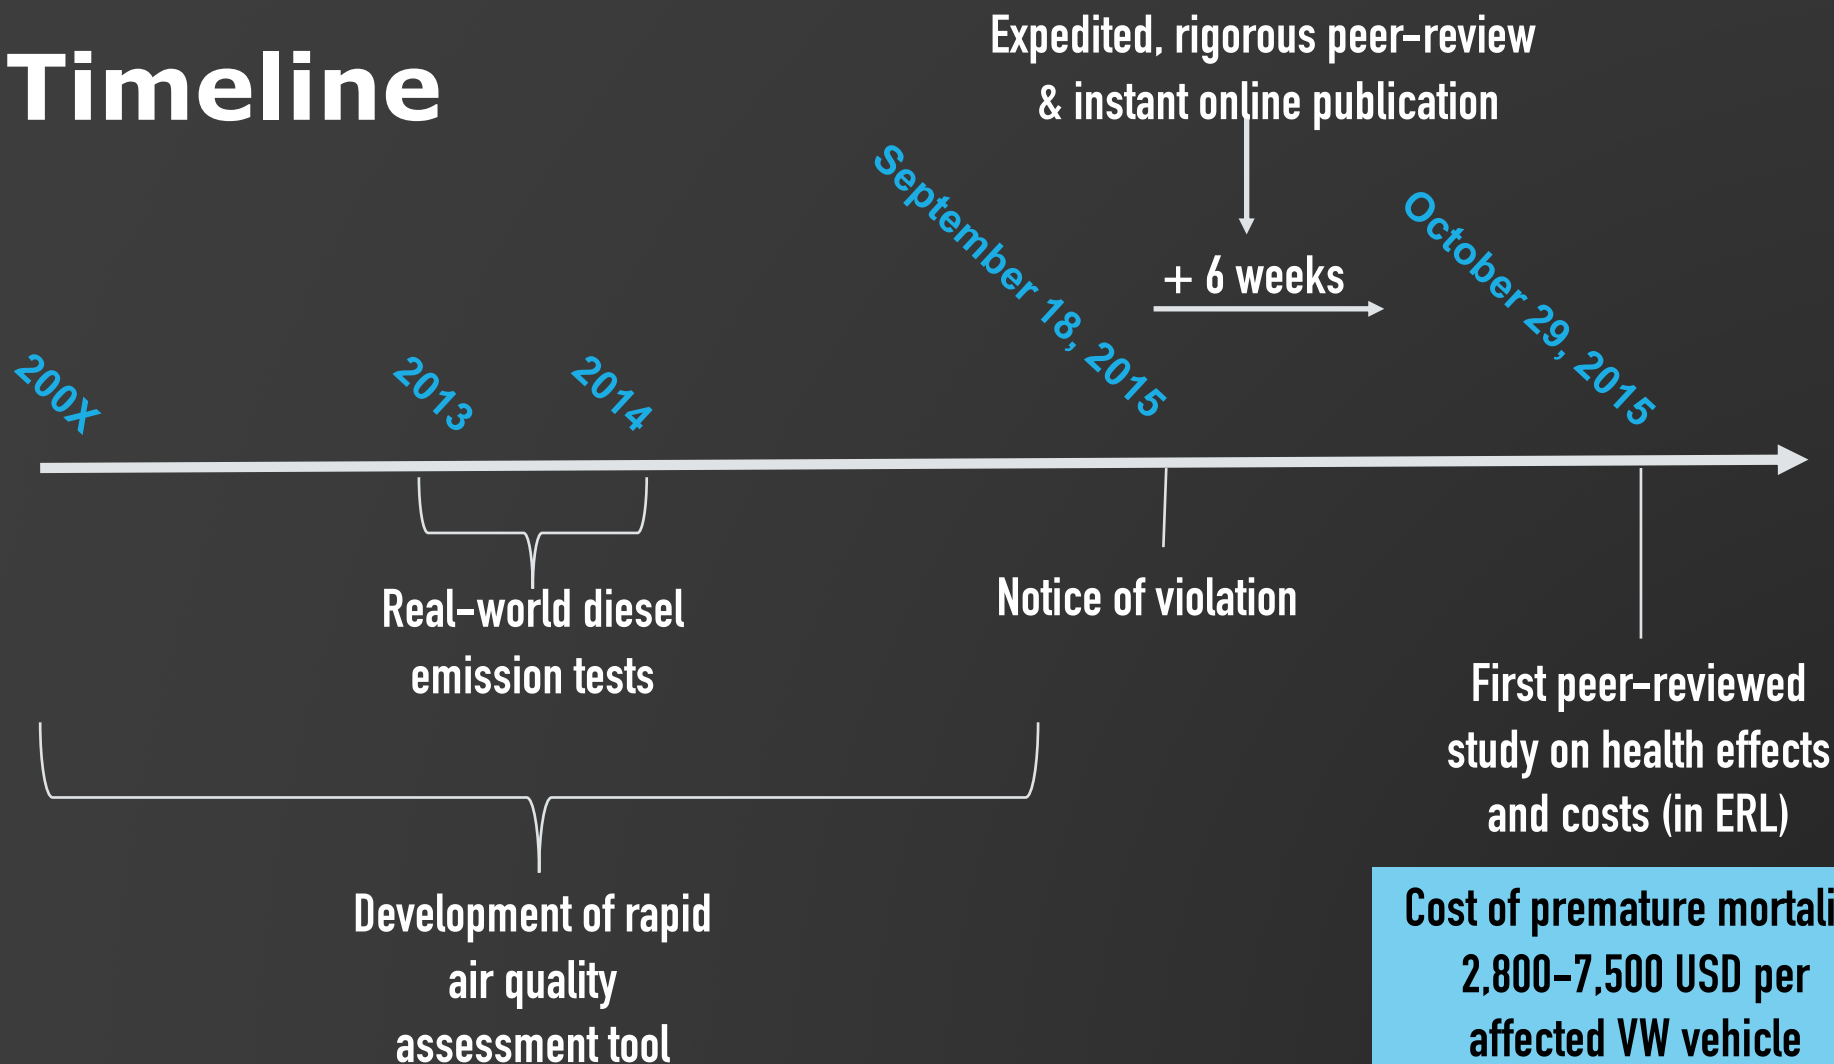 Timeline
Expedited, rigorous peer-review
& instant online publication
September 18, 2015
+ 6 weeks
October 29, 2015
200X
2013
2014
Real-world diesel
emission tests
Notice of violation
First peer-reviewed
study on health effects
and costs (in ERL)
Development of rapid
air quality
assessment tool
Cost of premature
2,800-7,500 USD per
affected VW vehicle